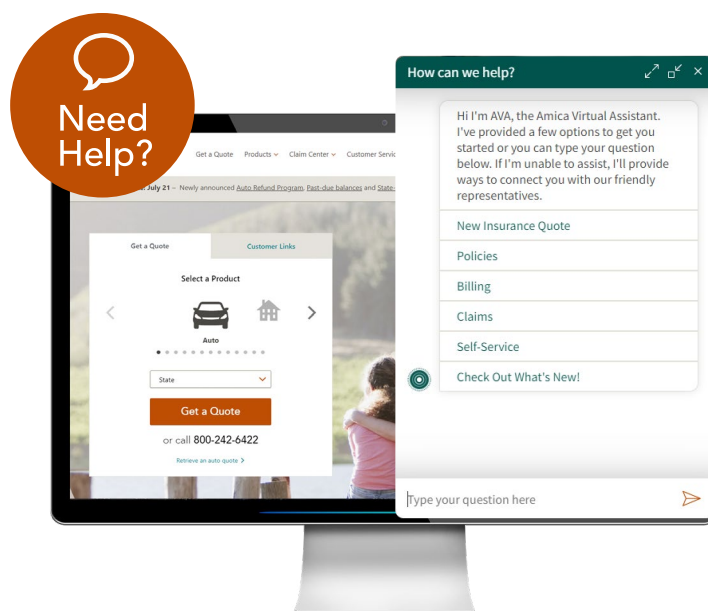 Need
Help?
Get a Quote Products Claim Center Customer Servic
July 21 – Newly announced Auto Refund Program, Past-due balances and State-
Get a Quote Customer Links
Select a Product
Auto
State
Get a Quote
or call 800-242-6422
Retrieve an auto quote
How can we help?
Hi I'm AVA, the Amica Virtual Assistant.
I've provided a few options to get you
started or you can type your question
below. If I'm unable to assist, I'll provide
ways to connect you with our friendly
representatives.
New Insurance Quote
Policies
Billing
Claims
Self-Service
Check Out What's New!
Type your question here